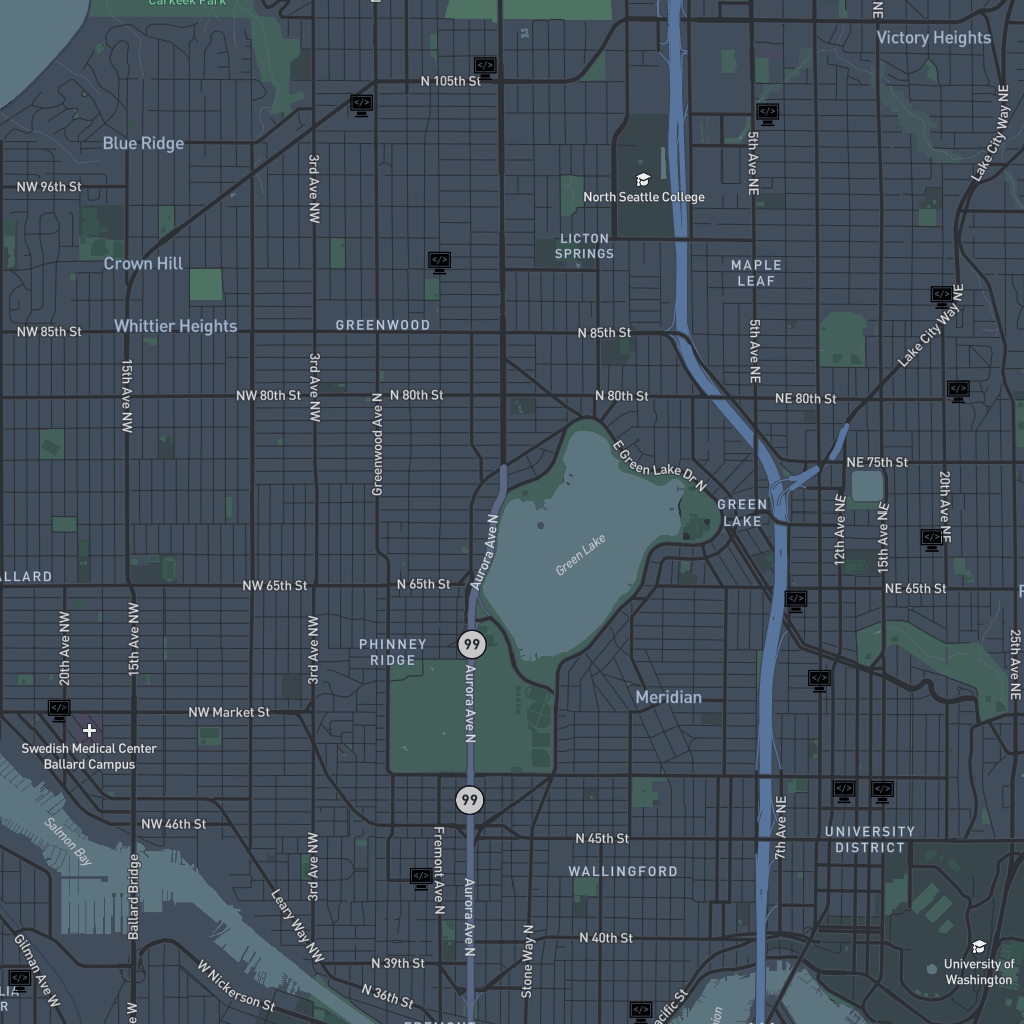 Carkeek Park
Victory Heights
N 105th St
Lake City Way NE
Blue Ridge
5th Ave NE
3rd Ave NW
NW 96th St
North Seattle College
LICTON
SPRINGS
Crown Hill
MAPLE
LEAF
Whittier Heights
GREENWOOD
NW 85th St
N 85th St
Lake City Way NE
5th Ave NE
15th Ave NW
3rd Ave NW
NW 80th St
N 80th St
N 80th St
NE 80th St
Greenwood Ave N
E Green Lake Dr N
NE 75th St
GREEN
LAKE
20th Ave NE
12th Ave NE
15th Ave NE
Aurora Ave N
Green Lake
ALLARD
NW 65th St
N 65th St
NE 65th St
20th Ave NW
15th Ave NW
3rd Ave NW
PHINNEY
RIDGE
99
25th Ave NE
Aurora Ave N
Meridian
NW Market St
Swedish Medical Center
Ballard Campus
99
Salmon Bay
NW 46th St
N 45th St
7th Ave NE
UNIVERSITY
DISTRICT
WALLINGFORD
3rd Ave NW
Fremont Ave N
Aurora Ave N
Ballard Bridge
Leary Way NW
Stone Way N
N 40th St
Gilman Ave W
W Nickerson St
N 39th St
N 36th St
University of
Washington
acific St
FREMONT